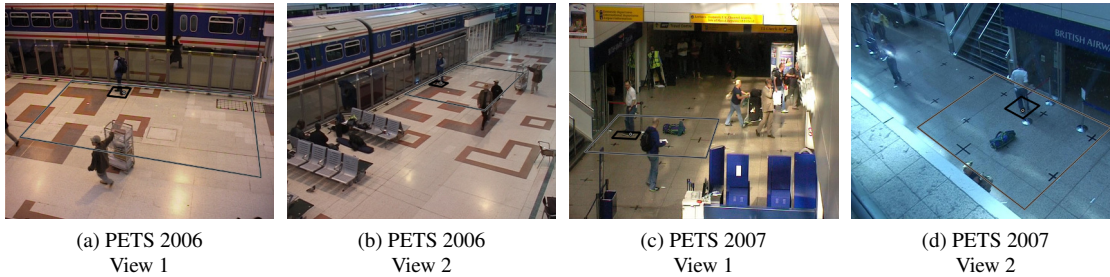 BRITISH AIRW
(a) PETS 2006
View 1
(b) PETS 2006
View 2
(c) PETS 2007
View 1
(d) PETS 2007
View 2